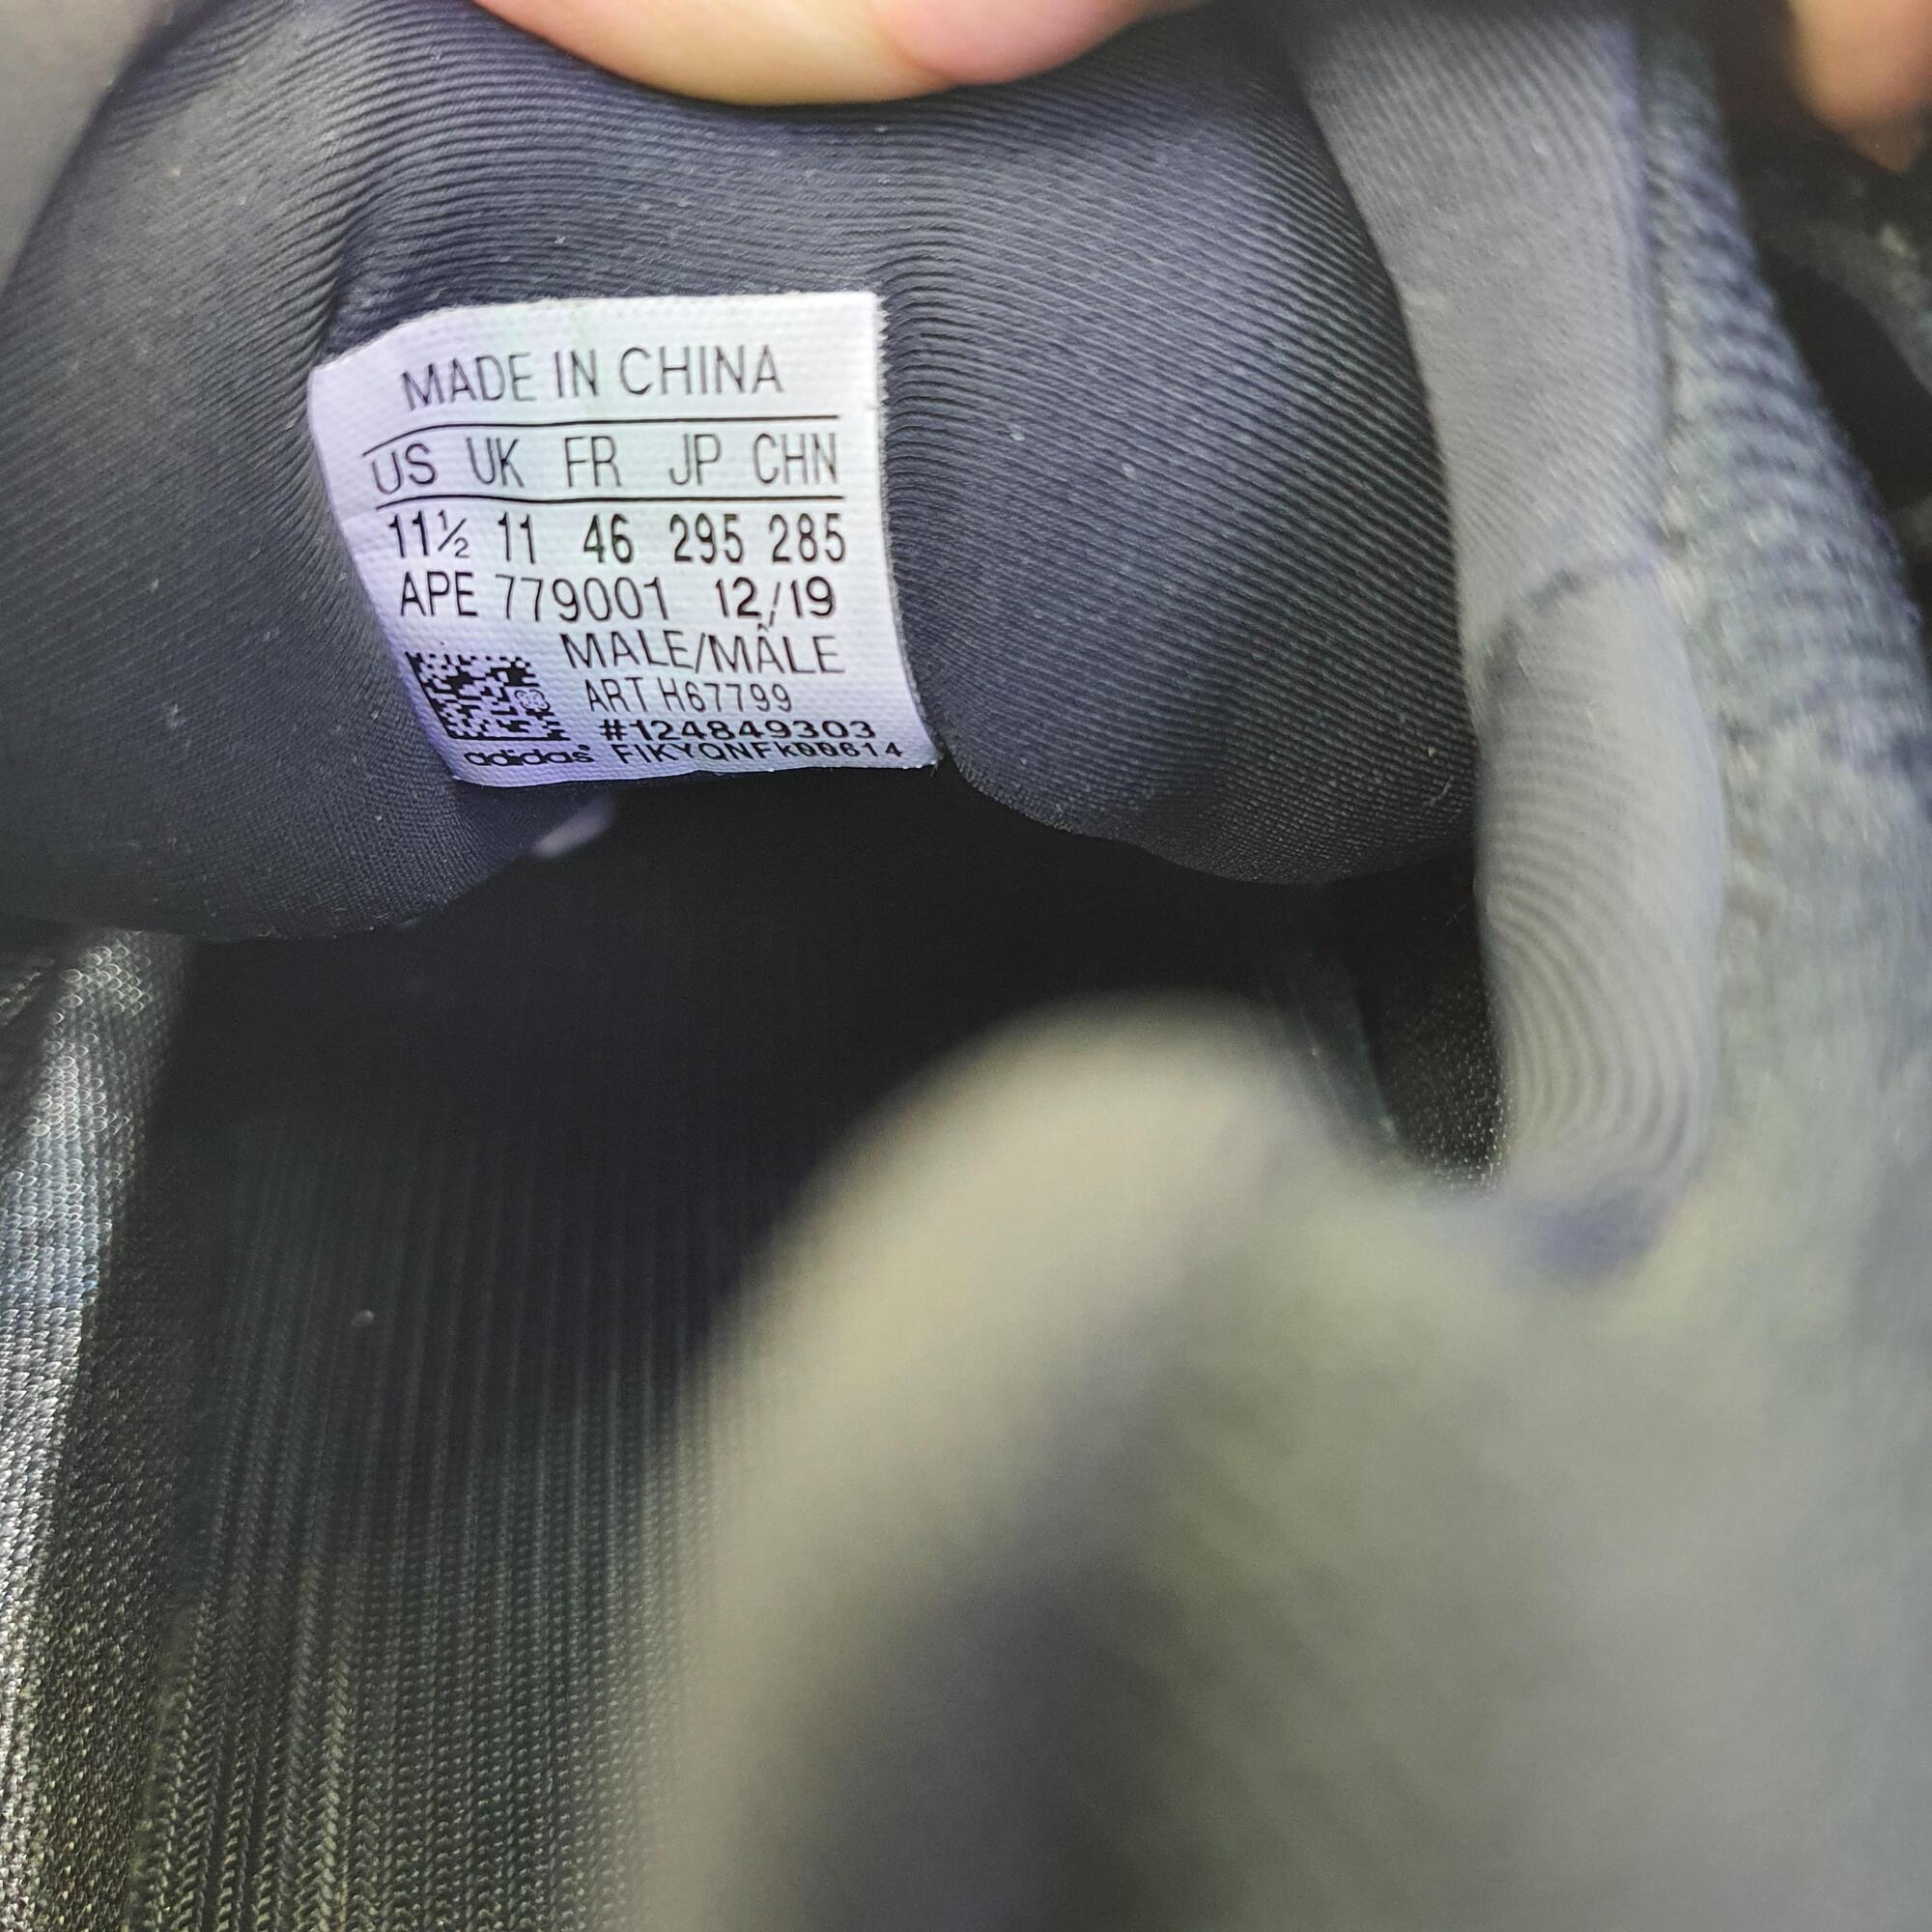 MADE IN CHINA
US UK FR JP CHN
11½ 11 46 295 285
APE 779001 12/19
MALE/MÂLE
ART H67799
#124849303
adidas® FIKYQNFk00614